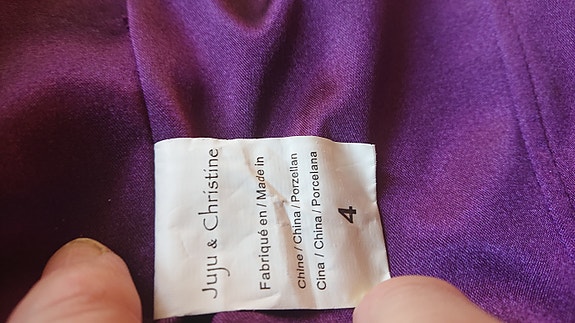 Juju & Christine
Fabriqué en / Made in
Chine / China / Porzellan
Cina / China / Porcelana
4